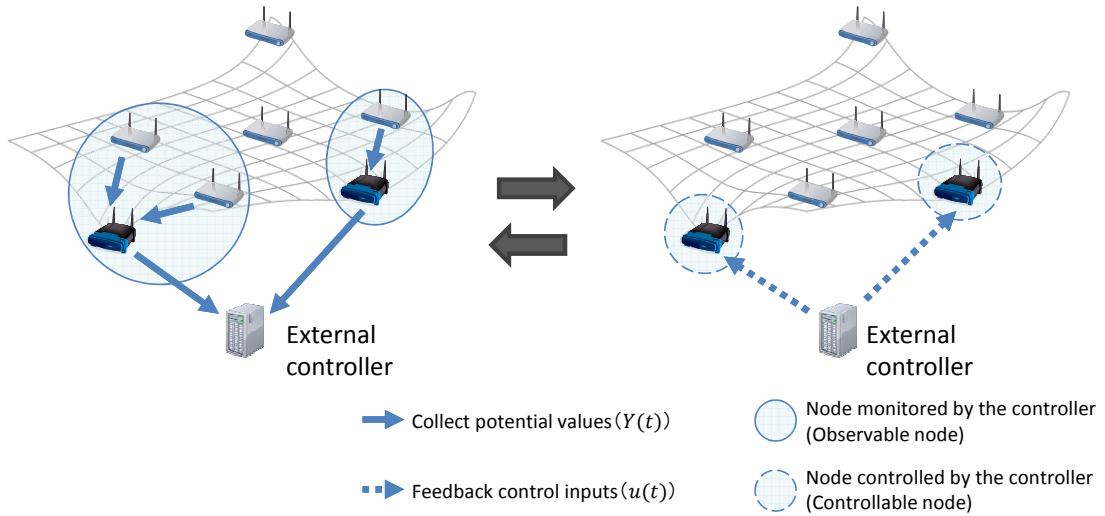 External
controller
External
controller
Collect potential values(Y(t))
Node monitored by the controller
(Observable node)
Feedback control inputs(u(t))
Node controlled by the controller
(Controllable node)